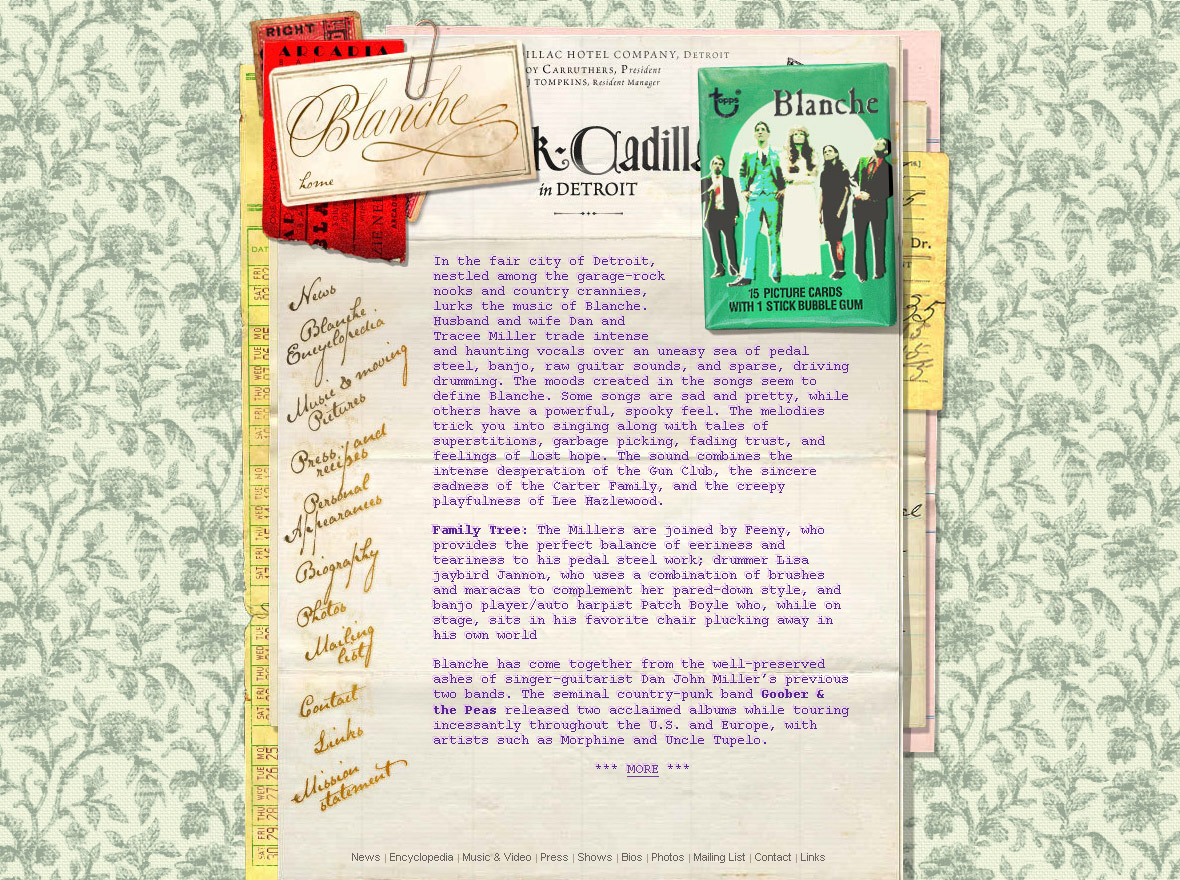 RIGHT
ARCADIA
Blanche
home
ILLAC HOTEL COMPANY, DETROIT
OY CARRUTHERS, President
J TOMPKINS, Resident Manager
k-Cadilla
in DETROIT
topps
Blanche
15 PICTURE CARDS
WITH 1 STICK BUBBLE GUM
Dr.
35
DAT
News
Blanche
Encyclopedia
Music & moving
Pictures
Press and
recipes
Personal
Appearances
Biography
Photos
Mailing
list
Contact
Links
Mission
statement
In the fair city of Detroit,
nestled among the garage-rock
nooks and country crannies,
lurks the music of Blanche.
Husband and wife Dan and
Tracee Miller trade intense
and haunting vocals over an uneasy sea of pedal
steel, banjo, raw guitar sounds, and sparse, driving
drumming. The moods created in the songs seem to
define Blanche. Some songs are sad and pretty, while
others have a powerful, spooky feel. The melodies
trick you into singing along with tales of
superstitions, garbage picking, fading trust, and
feelings of lost hope. The sound combines the
intense desperation of the Gun Club, the sincere
sadness of the Carter Family, and the creepy
playfulness of Lee Hazlewood.
Family Tree: The Millers are joined by Feeny, who
provides the perfect balance of eeriness and
teariness to his pedal steel work; drummer Lisa
jaybird Jannon, who uses a combination of brushes
and maracas to complement her pared-down style, and
banjo player/auto harpist Patch Boyle who, while on
stage, sits in his favorite chair plucking away in
his own world
Blanche has come together from the well-preserved
ashes of singer-guitarist Dan John Miller's previous
two bands. The seminal country-punk band Goober &
the Peas released two acclaimed albums while touring
incessantly throughout the U.S. and Europe, with
artists such as Morphine and Uncle Tupelo.
*** MORE ***
News | Encyclopedia | Music & Video | Press | Shows | Bios | Photos | Mailing List | Contact | Links